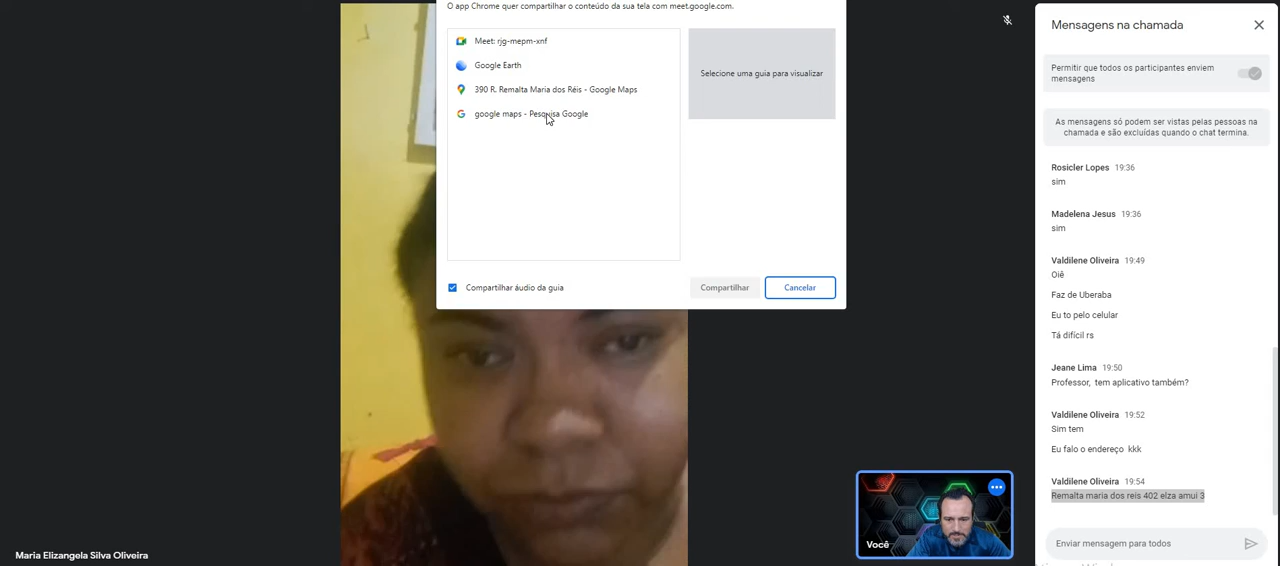 O app Chrome quer compartilhar o conteúdo da sua tela com meet.google.com.
Meet: rjg-mepm-xnf
Google Earth
390 R. Remalta Maria dos Réis - Google Maps
google maps - Pesquisa Google
Selecione uma guia para visualizar
Compartilhar áudio da guia
Compartilhar
Cancelar
Maria Elizangela Silva Oliveira
Você
Mensagens na chamada
Permitir que todos os participantes enviem
mensagens
As mensagens só podem ser vistas pelas pessoas na
chamada e são excluídas quando o chat termina.
Rosicler Lopes 19:36
sim
Madelena Jesus 19:36
sim
Valdilene Oliveira 19:49
Oiê
Faz de Uberaba
Eu to pelo celular
Tá difícil rs
Jeane Lima 19:50
Professor, tem aplicativo também?
Valdilene Oliveira 19:52
Sim tem
Eu falo o endereço kkk
Valdilene Oliveira 19:54
Remalta maria dos reis 402 elza amui 3
Enviar mensagem para todos